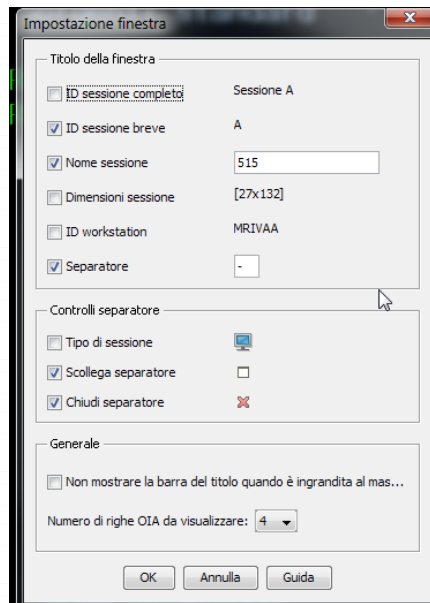 Impostazione finestra
Titolo della finestra
ID sessione completo Sessione A
ID sessione breve A
Nome sessione 515
Dimensioni sessione [27x132]
ID workstation MRIVAA
Separatore -
Controlli separatore
Tipo di sessione
Scollega separatore
Chiudi separatore
Generale
Non mostrare la barra del titolo quando è ingrandita al mas...
Numero di righe OIA da visualizzare: 4
OK Annulla Guida